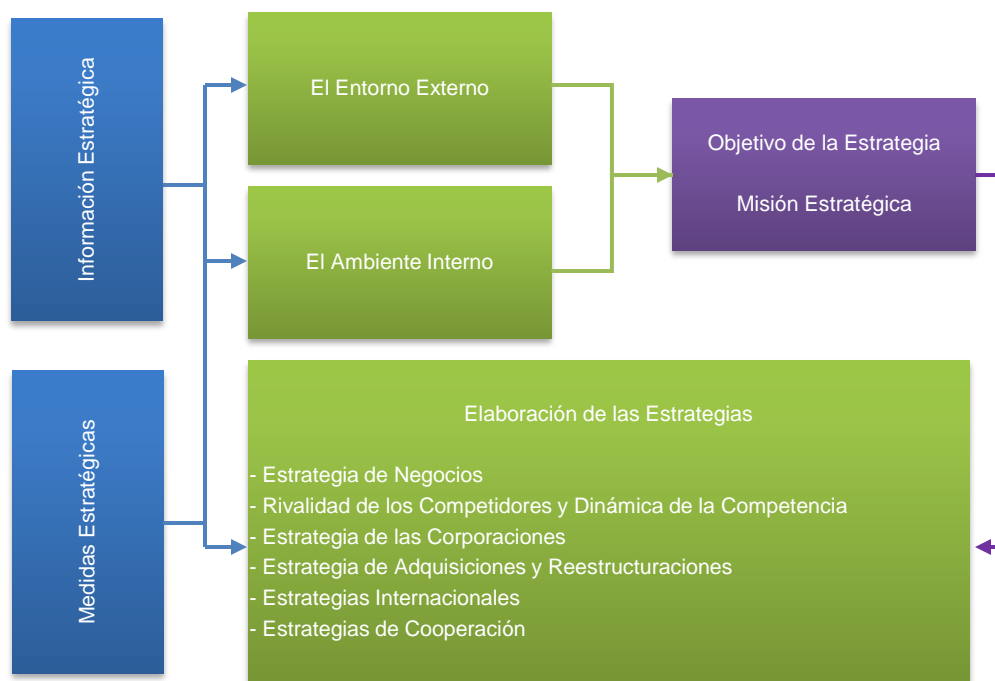 Información Estratégica
El Entorno Externo
El Ambiente Interno
Objetivo de la Estrategia
Misión Estratégica
Medidas Estratégicas
Elaboración de las Estrategias
- Estrategia de Negocios
- Rivalidad de los Competidores y Dinámica de la Competencia
- Estrategia de las Corporaciones
- Estrategia de Adquisiciones y Reestructuraciones
- Estrategias Internacionales
- Estrategias de Cooperación